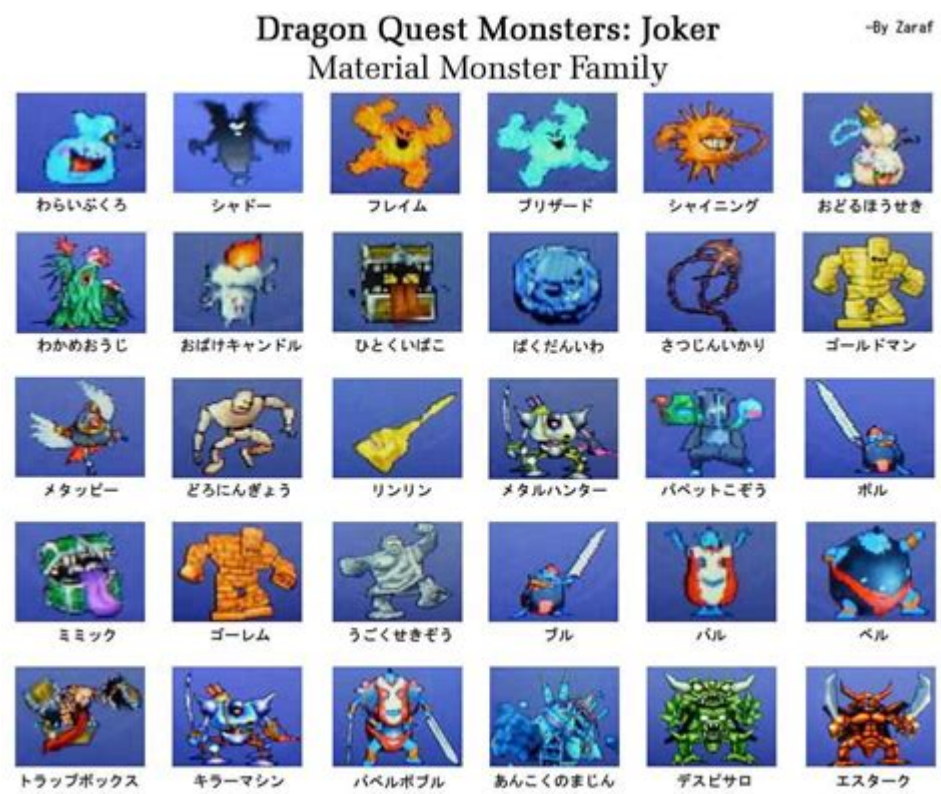 Dragon Quest Monsters: Joker
-By Zaraf
Material Monster Family
わらいぶくろ
シャドー
フレイム
ブリザード
シャイニング
おどるほうせき
わかめおうじ
おばけキャンドル
ひとくいばこ
ばくだんいわ
さつじんいかり
ゴールドマン
メタッピー
どろにんぎょう
リンリン
メタルハンター
パペットこぞう
ボル
ミミック
ゴーレム
うごくせきぞう
ブル
バル
ベル
トラップボックス
キラーマシン
バベルボブル
あんこくのまじん
デスピサロ
エスターク